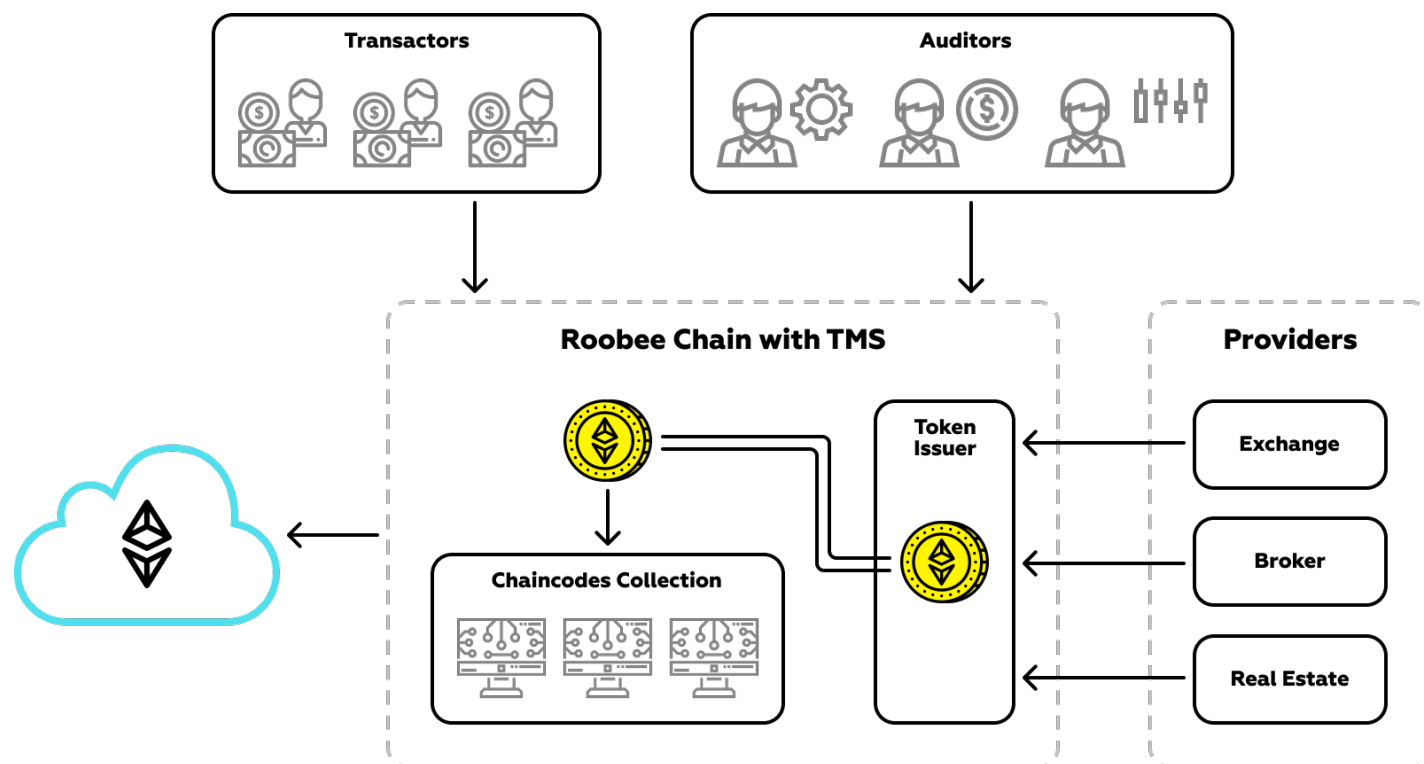 Transactors
Auditors
Roobee Chain with TMS
Providers
Token
Issuer
Exchange
Broker
Chaincodes Collection
Real Estate